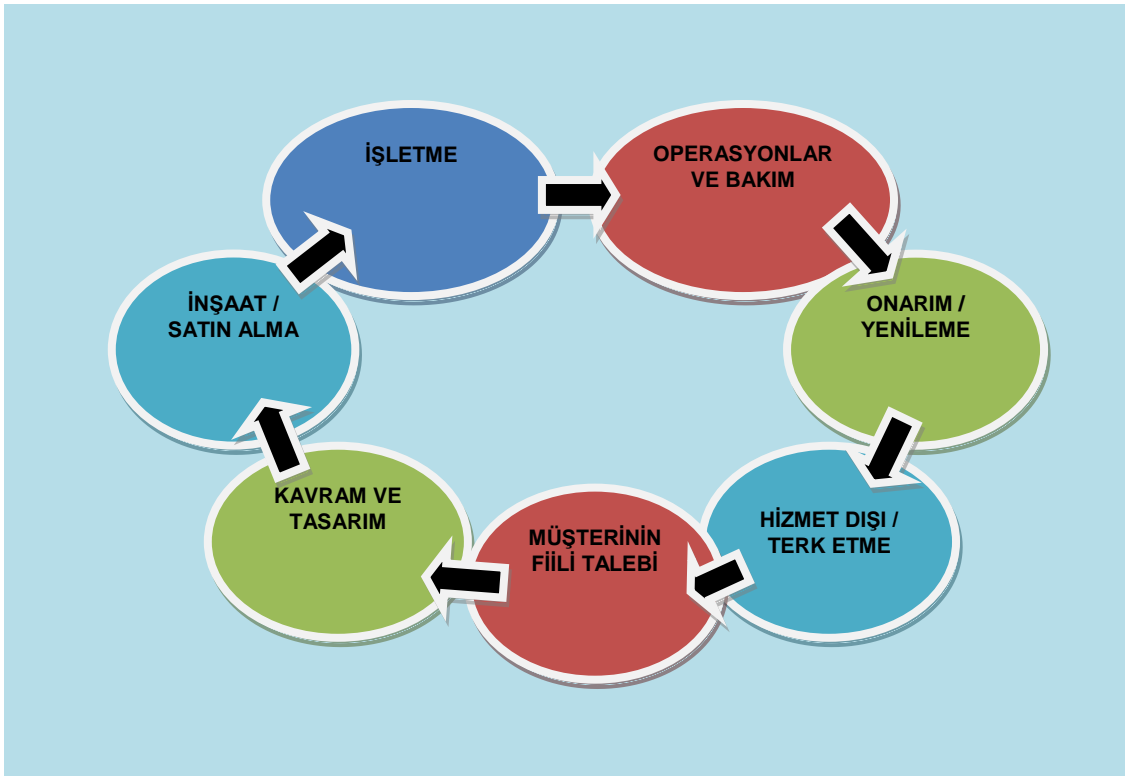 İŞLETME
OPERASYONLAR
VE BAKIM
İNŞAAT /
SATIN ALMA
ONARIM /
YENİLEME
KAVRAM VE
TASARIM
MÜŞTERİNİN
FİİLİ TALEBİ
HİZMET DIŞI /
TERK ETME